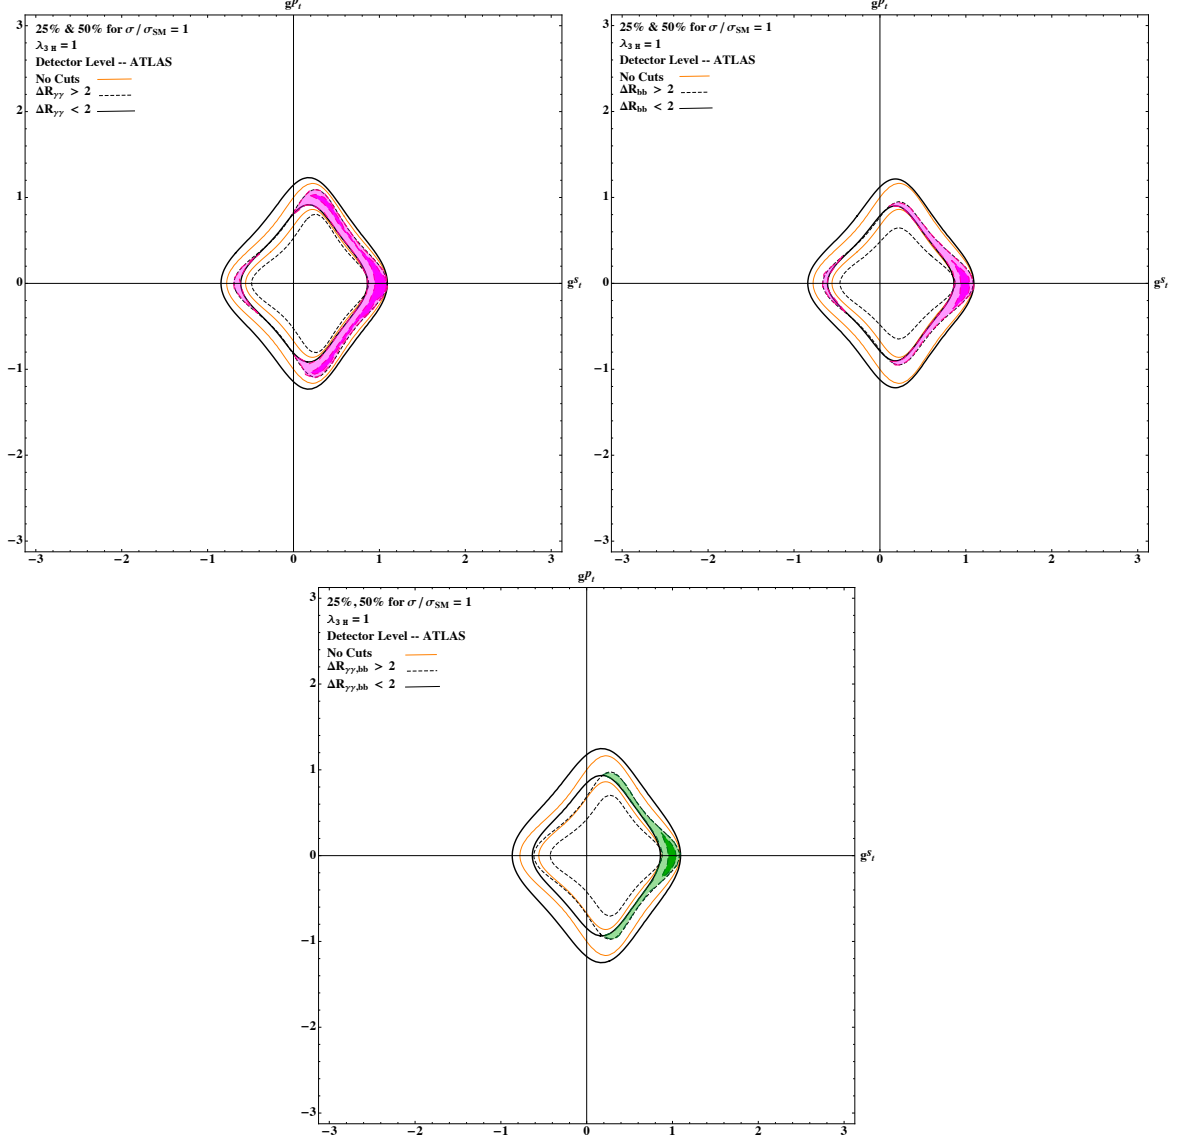 g^p_t
25% & 50% for σ/σ_SM = 1
λ_3H = 1
Detector Level -- ATLAS
No Cuts
ΔR_γγ > 2
ΔR_γγ < 2
3
2
1
0
−1
−2
−3
−3 −2 −1 0 1 2 3
g^s_t
g^p_t
25% & 50% for σ/σ_SM = 1
λ_3H = 1
Detector Level -- ATLAS
No Cuts
ΔR_bb > 2
ΔR_bb < 2
3
2
1
0
−1
−2
−3
−3 −2 −1 0 1 2 3
g^s_t
g^p_t
25%, 50% for σ/σ_SM = 1
λ_3H = 1
Detector Level -- ATLAS
No Cuts
ΔR_γγ,bb > 2
ΔR_γγ,bb < 2
3
2
1
0
−1
−2
−3
−3 −2 −1 0 1 2 3
g^s_t